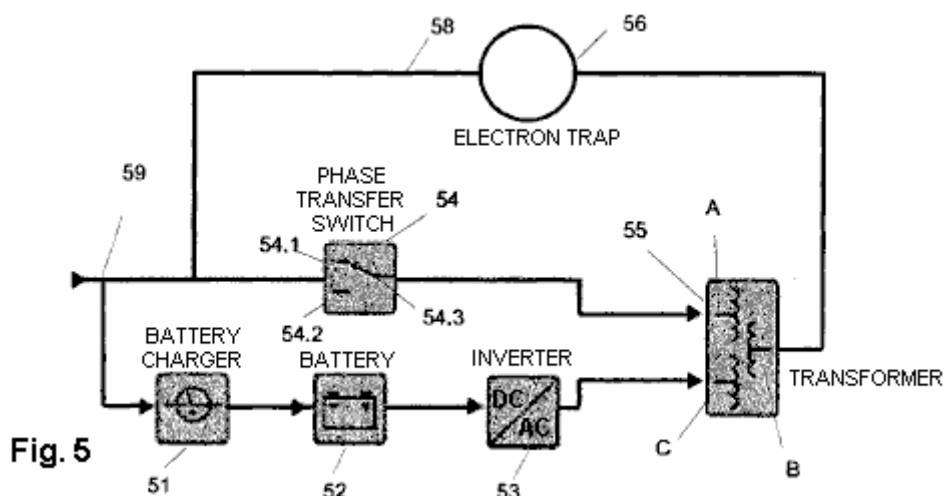 58
56
ELECTRON TRAP
59
PHASE
TRANSFER
SWITCH
54
54.1
54.2
54.3
A
55
BATTERY
CHARGER
BATTERY
INVERTER
DC
AC
TRANSFORMER
C
B
Fig. 5
51
52
53